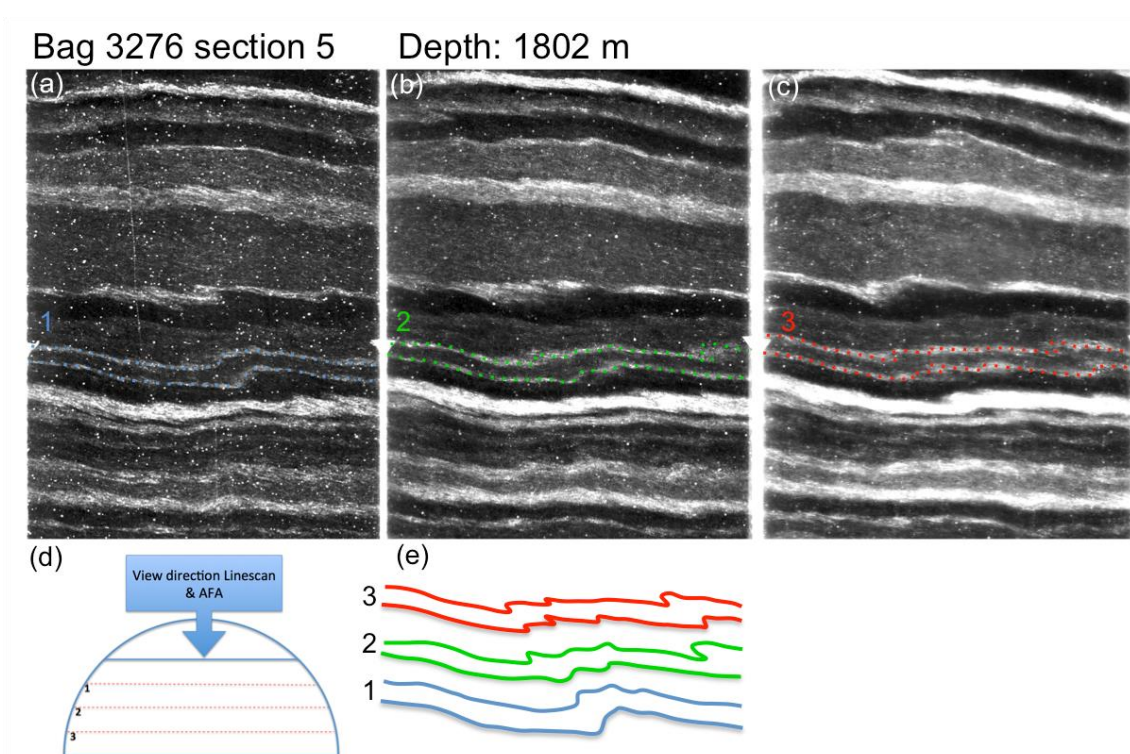 Bag 3276 section 5 Depth: 1802 m
(a) (b) (c)
1 2 3
(d) (e)
View direction Linescan
& AFA
1
2
3
3
2
1